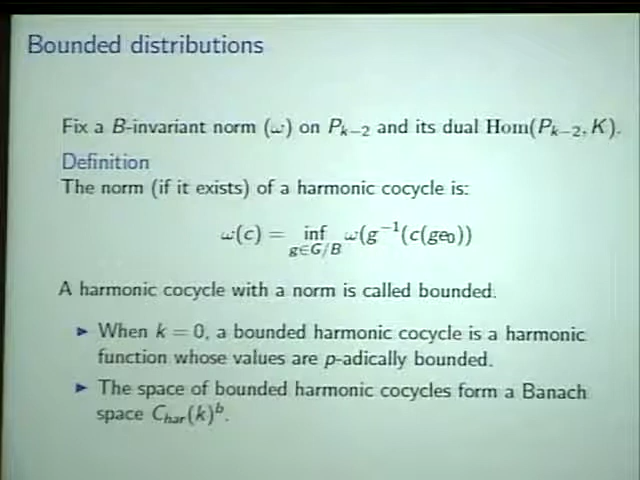 Bounded distributions
Fix a B-invariant norm (ω) on P_{k−2} and its dual Hom(P_{k−2}, K).
Definition
The norm (if it exists) of a harmonic cocycle is:
ω(c) = inf_{g∈G/B} ω(g^{−1}(c(ge_0))
A harmonic cocycle with a norm is called bounded.
► When k = 0, a bounded harmonic cocycle is a harmonic
function whose values are p-adically bounded.
► The space of bounded harmonic cocycles form a Banach
space C_{har}(k)^b.